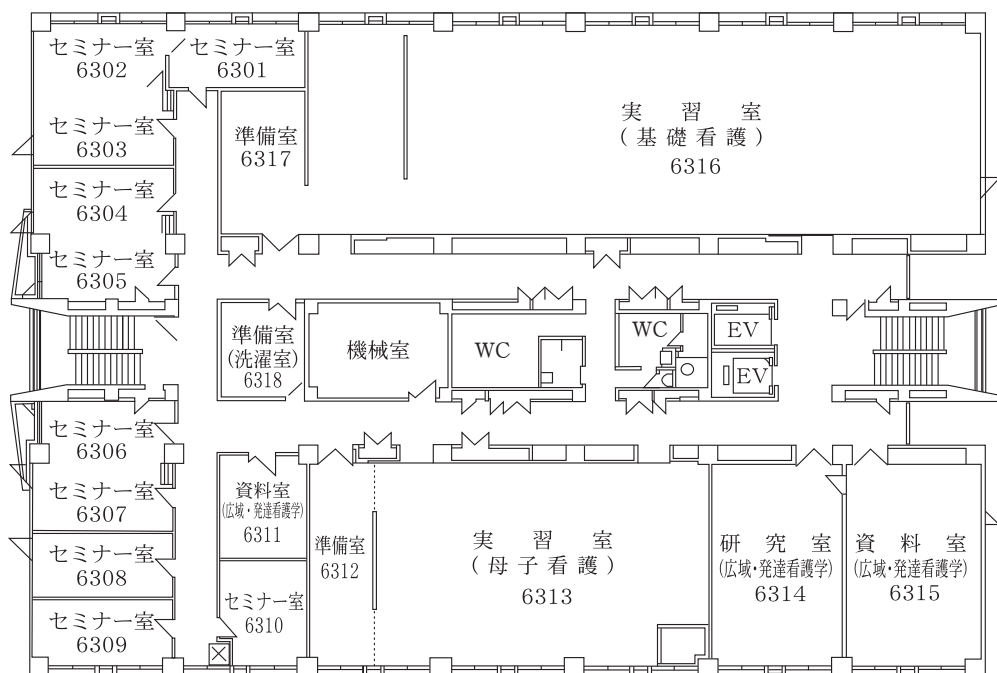 セミナー室
6302
セミナー室
6301
セミナー室
6303
準備室
6317
実習室
(基礎看護)
6316
セミナー室
6304
セミナー室
6305
準備室
(洗濯室)
6318
機械室
WC
WC
EV
EV
セミナー室
6306
セミナー室
6307
セミナー室
6308
セミナー室
6309
資料室
(広域・発達看護学)
6311
セミナー室
6310
準備室
6312
実習室
(母子看護)
6313
研究室
(広域・発達看護学)
6314
資料室
(広域・発達看護学)
6315